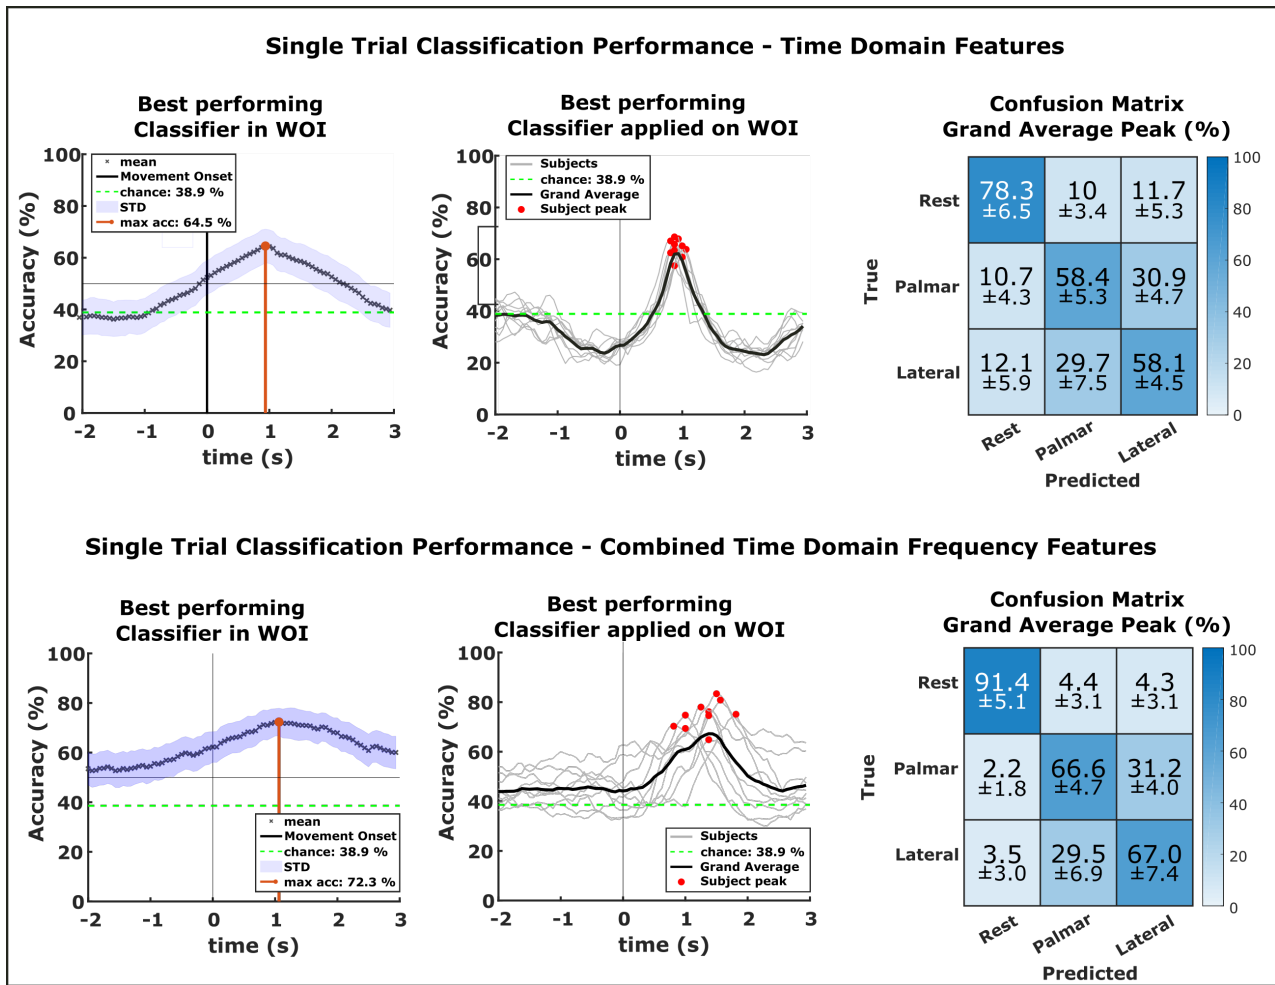 Single Trial Classification Performance - Time Domain Features
Best performing
Classifier in WOI
100
80
60
40
20
0
Accuracy (%)
mean
Movement Onset
chance: 38.9 %
STD
max acc: 64.5 %
-2 -1 0 1 2 3
time (s)
Best performing
Classifier applied on WOI
100
80
60
40
20
0
Accuracy (%)
Subjects
chance: 38.9 %
Grand Average
Subject peak
-2 -1 0 1 2 3
time (s)
Confusion Matrix
Grand Average Peak (%)
True
Rest 78.3 10 11.7
±6.5 ±3.4 ±5.3
Palmar 10.7 58.4 30.9
±4.3 ±5.3 ±4.7
Lateral 12.1 29.7 58.1
±5.9 ±7.5 ±4.5
Rest Palmar Lateral
Predicted
100
80
60
40
20
0
Single Trial Classification Performance - Combined Time Domain Frequency Features
Best performing
Classifier in WOI
100
80
60
40
20
0
Accuracy (%)
mean
Movement Onset
chance: 38.9 %
STD
max acc: 72.3 %
-2 -1 0 1 2 3
time (s)
Best performing
Classifier applied on WOI
100
80
60
40
20
0
Accuracy (%)
Subjects
chance: 38.9 %
Grand Average
Subject peak
-2 -1 0 1 2 3
time (s)
Confusion Matrix
Grand Average Peak (%)
True
Rest 91.4 4.4 4.3
±5.1 ±3.1 ±3.1
Palmar 2.2 66.6 31.2
±1.8 ±4.7 ±4.0
Lateral 3.5 29.5 67.0
±3.0 ±6.9 ±7.4
Rest Palmar Lateral
Predicted
100
80
60
40
20
0